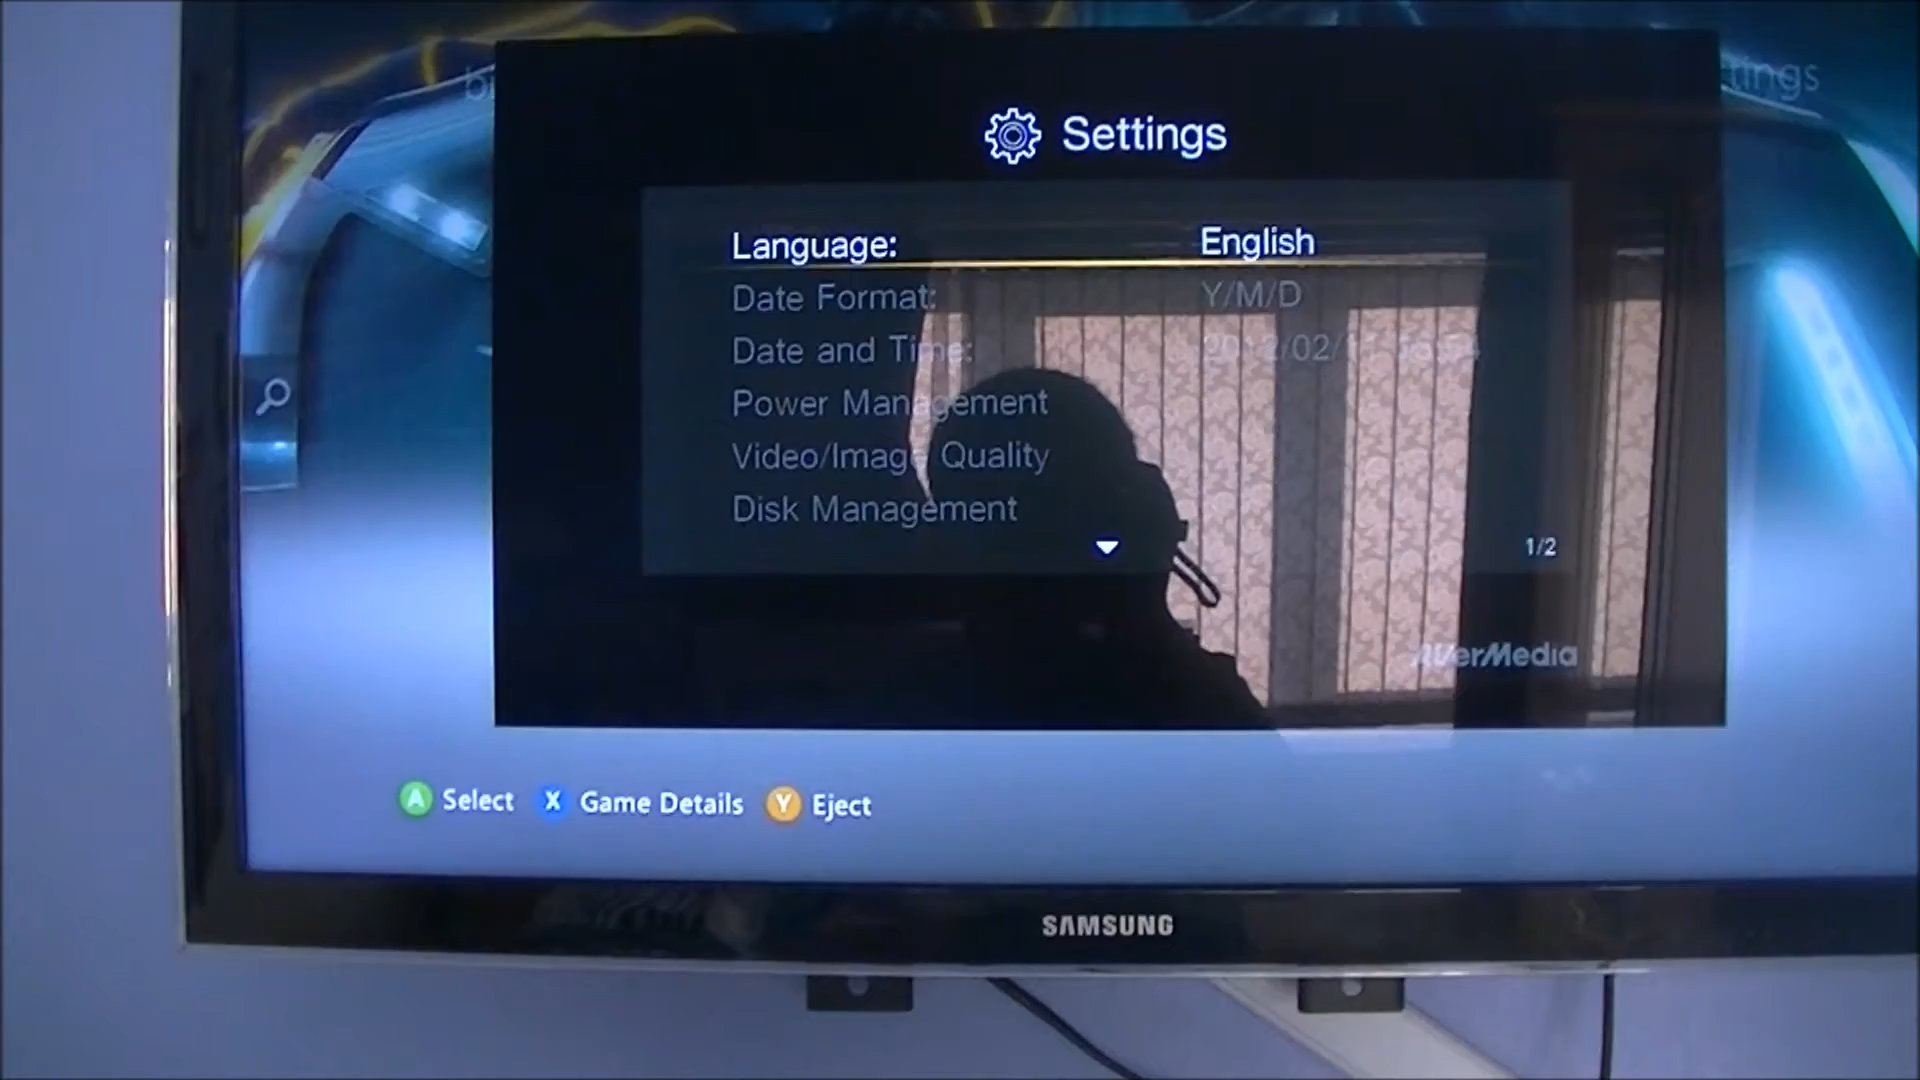 tings
Settings
Language: English
Date Format: Y/M/D
Date and Time:
Power Management
Video/Image Quality
Disk Management
1/2
AVerMedia
A Select X Game Details Y Eject
SAMSUNG